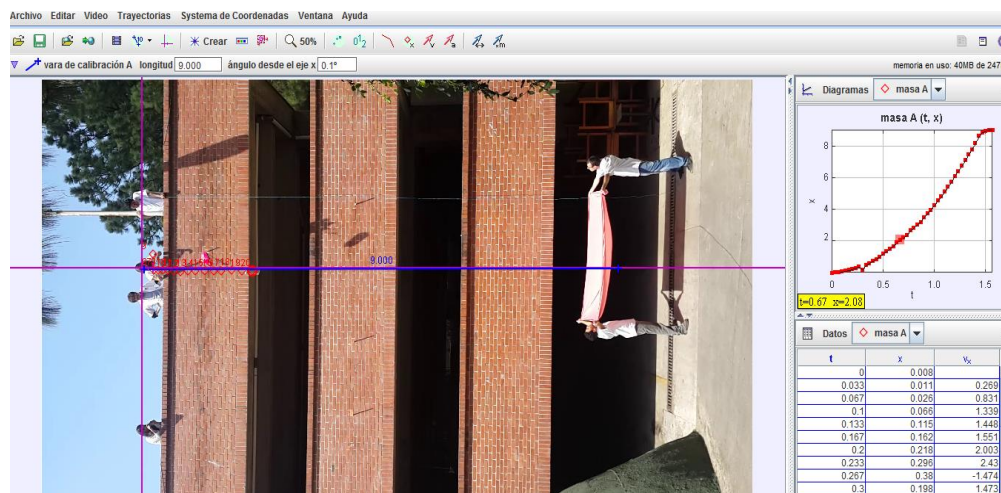 Archivo Editar Video Trayectorias Sistema de Coordenadas Ventana Ayuda
Crear 50%
vara de calibración A longitud 9.000 ángulo desde el eje x 0.1º
memoria en uso: 40MB de 247
Diagramas masa A
masa A (t, x)
8
6
x
4
2
0 0.5 1.0 1.5
t
t=0.67 x=2.08
9.000
Datos masa A
t x vₓ
0 0.008
0.033 0.011 0.269
0.067 0.026 0.831
0.1 0.066 1.339
0.133 0.115 1.448
0.167 0.162 1.551
0.2 0.218 2.003
0.233 0.296 2.43
0.267 0.38 -1.474
0.3 0.198 1.473